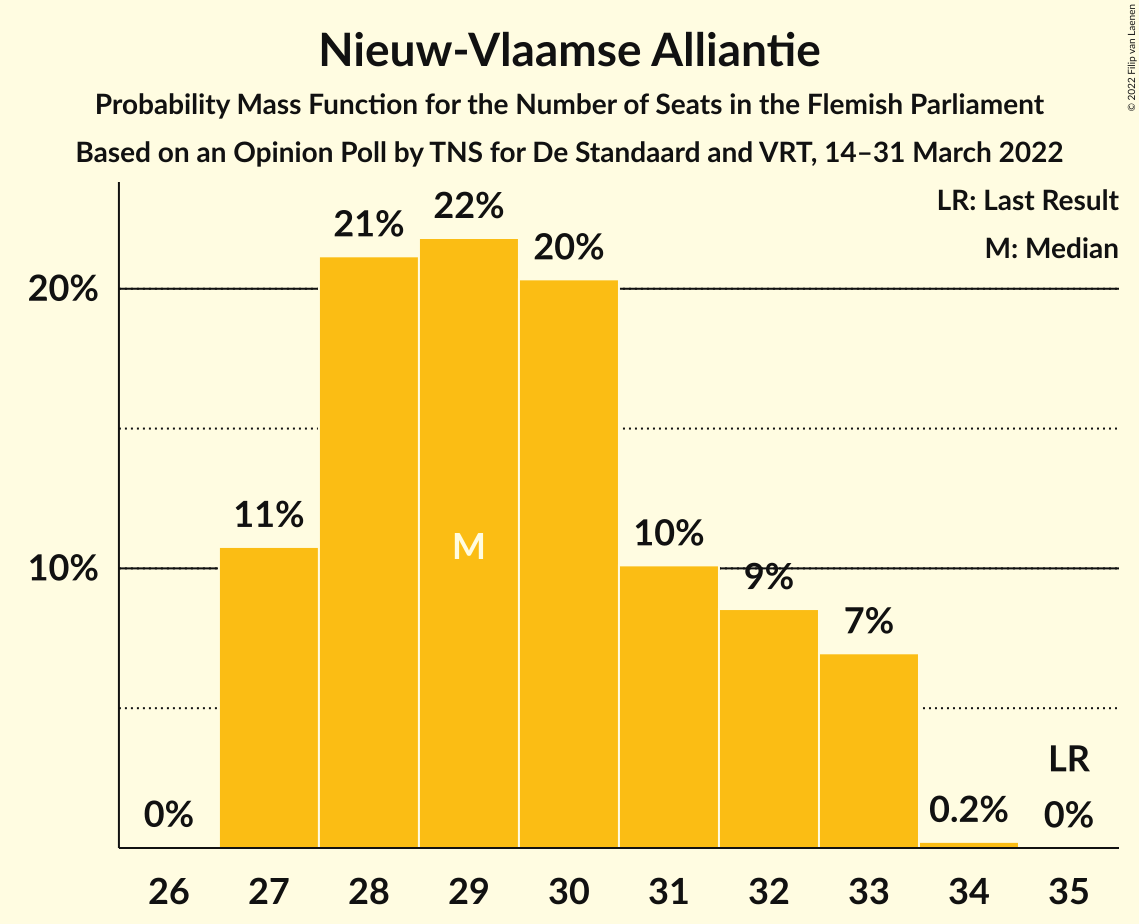 Nieuw-Vlaamse Alliantie
Probability Mass Function for the Number of Seats in the Flemish Parliament
Based on an Opinion Poll by TNS for De Standaard and VRT, 14–31 March 2022
© 2022 Filip van Laenen
LR: Last Result
M: Median
20%
10%
0%
11%
21%
22%
20%
10%
9%
7%
0.2%
0%
LR
M
26 27 28 29 30 31 32 33 34 35